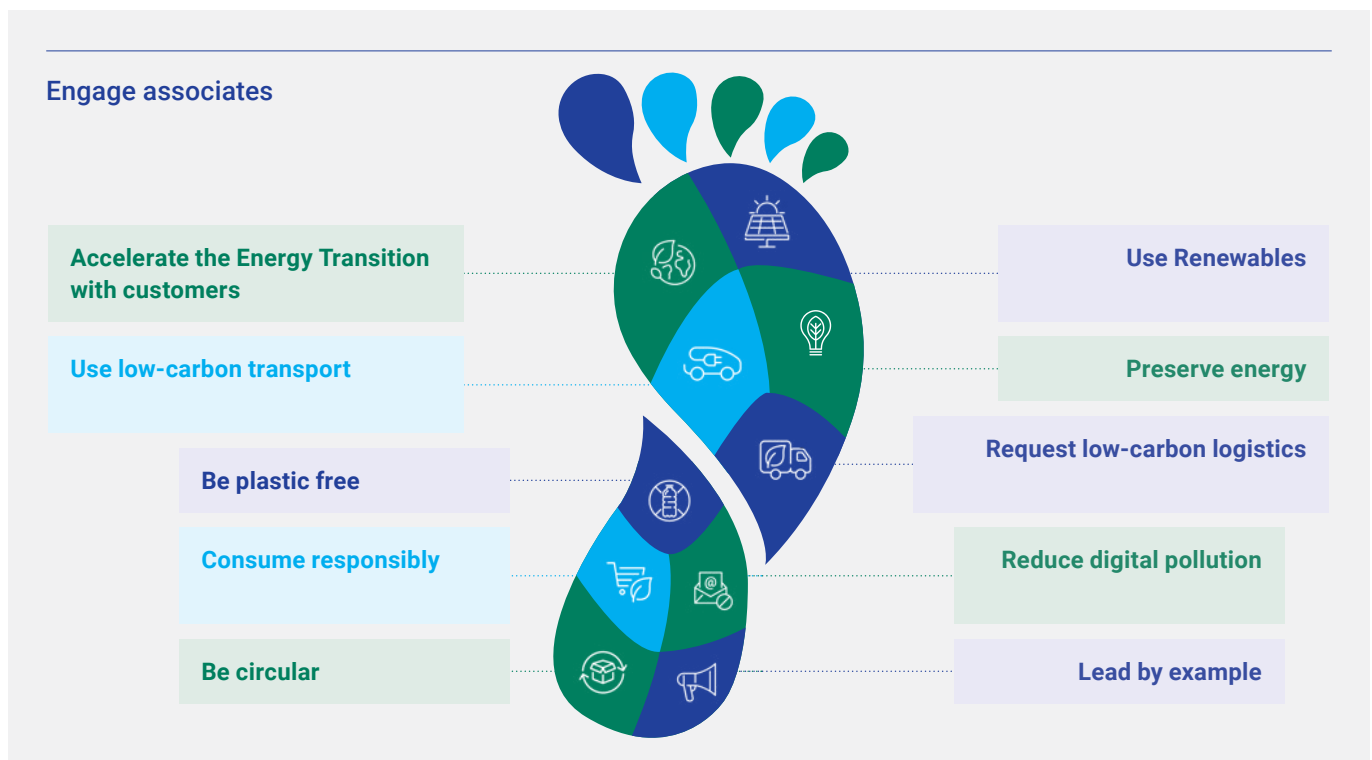 Engage associates
Accelerate the Energy Transition
with customers
Use low-carbon transport
Be plastic free
Consume responsibly
Be circular
Use Renewables
Preserve energy
Request low-carbon logistics
Reduce digital pollution
Lead by example
@